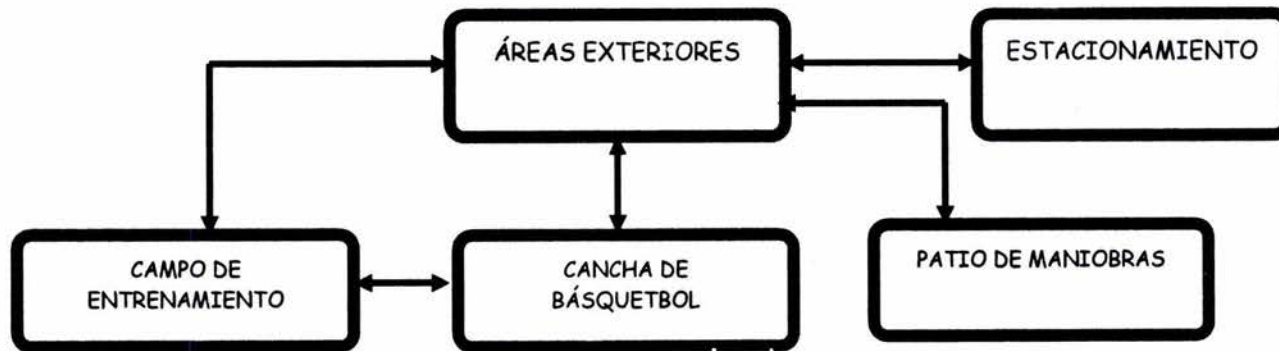 ÁREAS EXTERIORES
ESTACIONAMIENTO
CAMPO DE
ENTRENAMIENTO
CANCHA DE
BÁSQUETBOL
PATIO DE MANIOBRAS